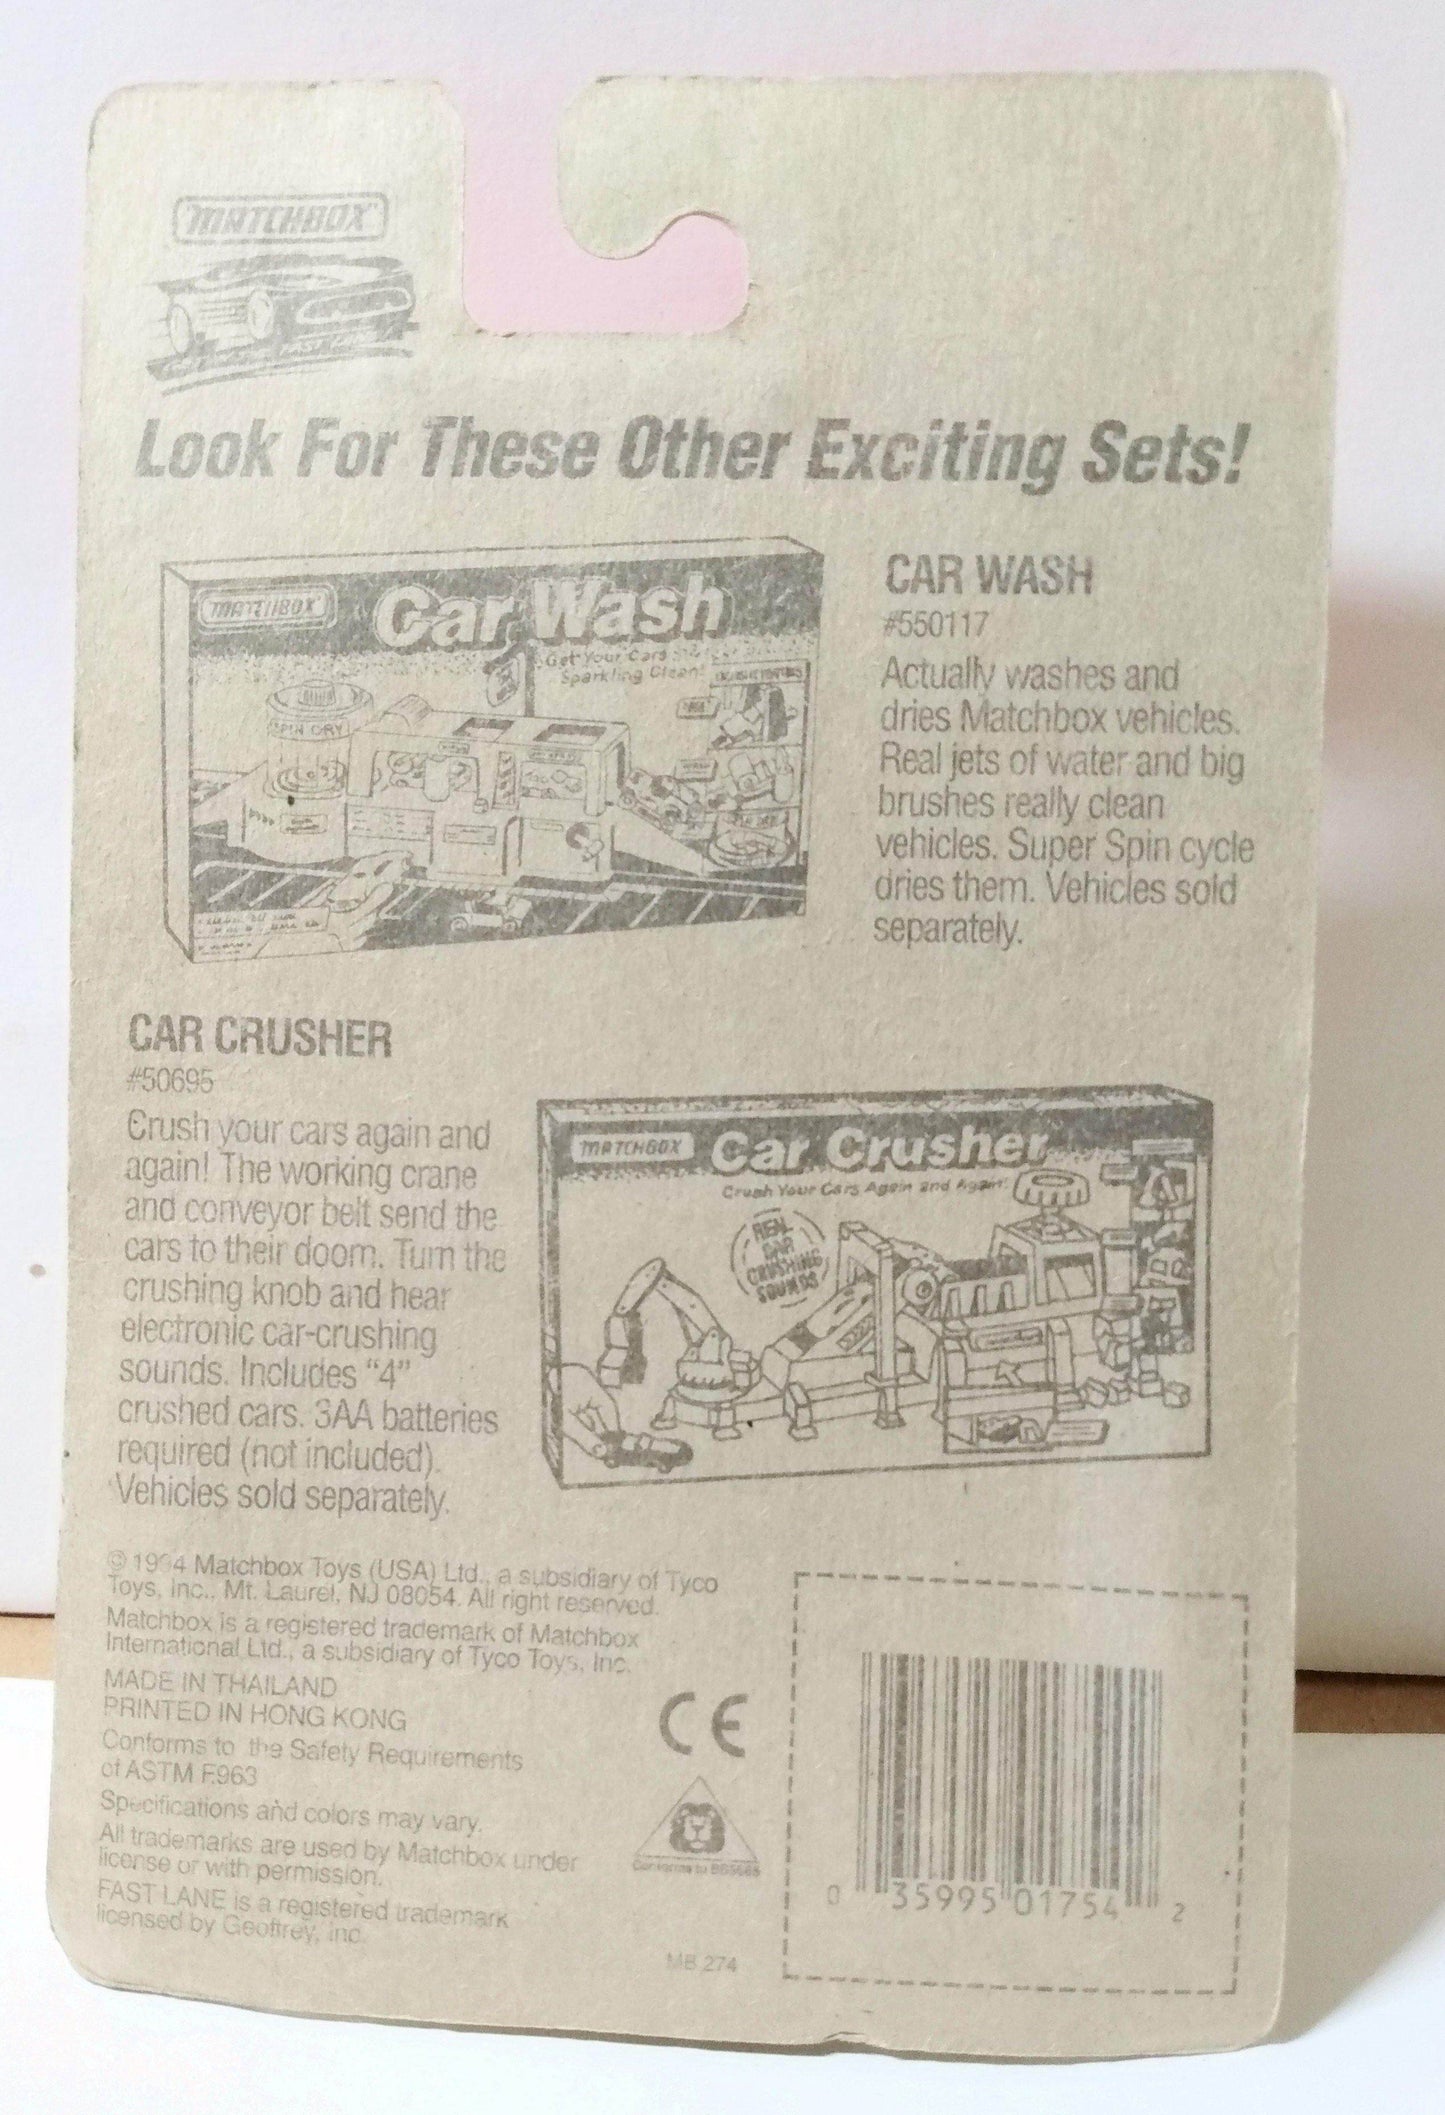 MATCHBOX
Look For These Other Exciting Sets!
MATCHBOX
Car Wash
Get Your Cars
Sparkling Clean!
SPIN DRY
CAR WASH
#550117
Actually washes and
dries Matchbox vehicles.
Real jets of water and big
brushes really clean
vehicles. Super Spin cycle
dries them. Vehicles sold
separately.
CAR CRUSHER
#50695
Crush your cars again and
again! The working crane
and conveyor belt send the
cars to their doom. Turn the
crushing knob and hear
electronic car-crushing
sounds. Includes “4”
crushed cars. 3AA batteries
required (not included).
Vehicles sold separately.
MATCHBOX
Car Crusher
Crush Your Cars Again and Again!
REAL
CAR
CRUSHING
SOUNDS
© 1994 Matchbox Toys (USA) Ltd., a subsidiary of Tyco
Toys, Inc., Mt. Laurel, NJ 08054. All right reserved.
Matchbox is a registered trademark of Matchbox
International Ltd., a subsidiary of Tyco Toys, Inc.
MADE IN THAILAND
PRINTED IN HONG KONG
Conforms to the Safety Requirements
of ASTM F.963
Specifications and colors may vary.
All trademarks are used by Matchbox under
license or with permission.
FAST LANE is a registered trademark
licensed by Geoffrey, Inc.
CE
Conforms to BS5665
MB 274
0 35995 01754 2